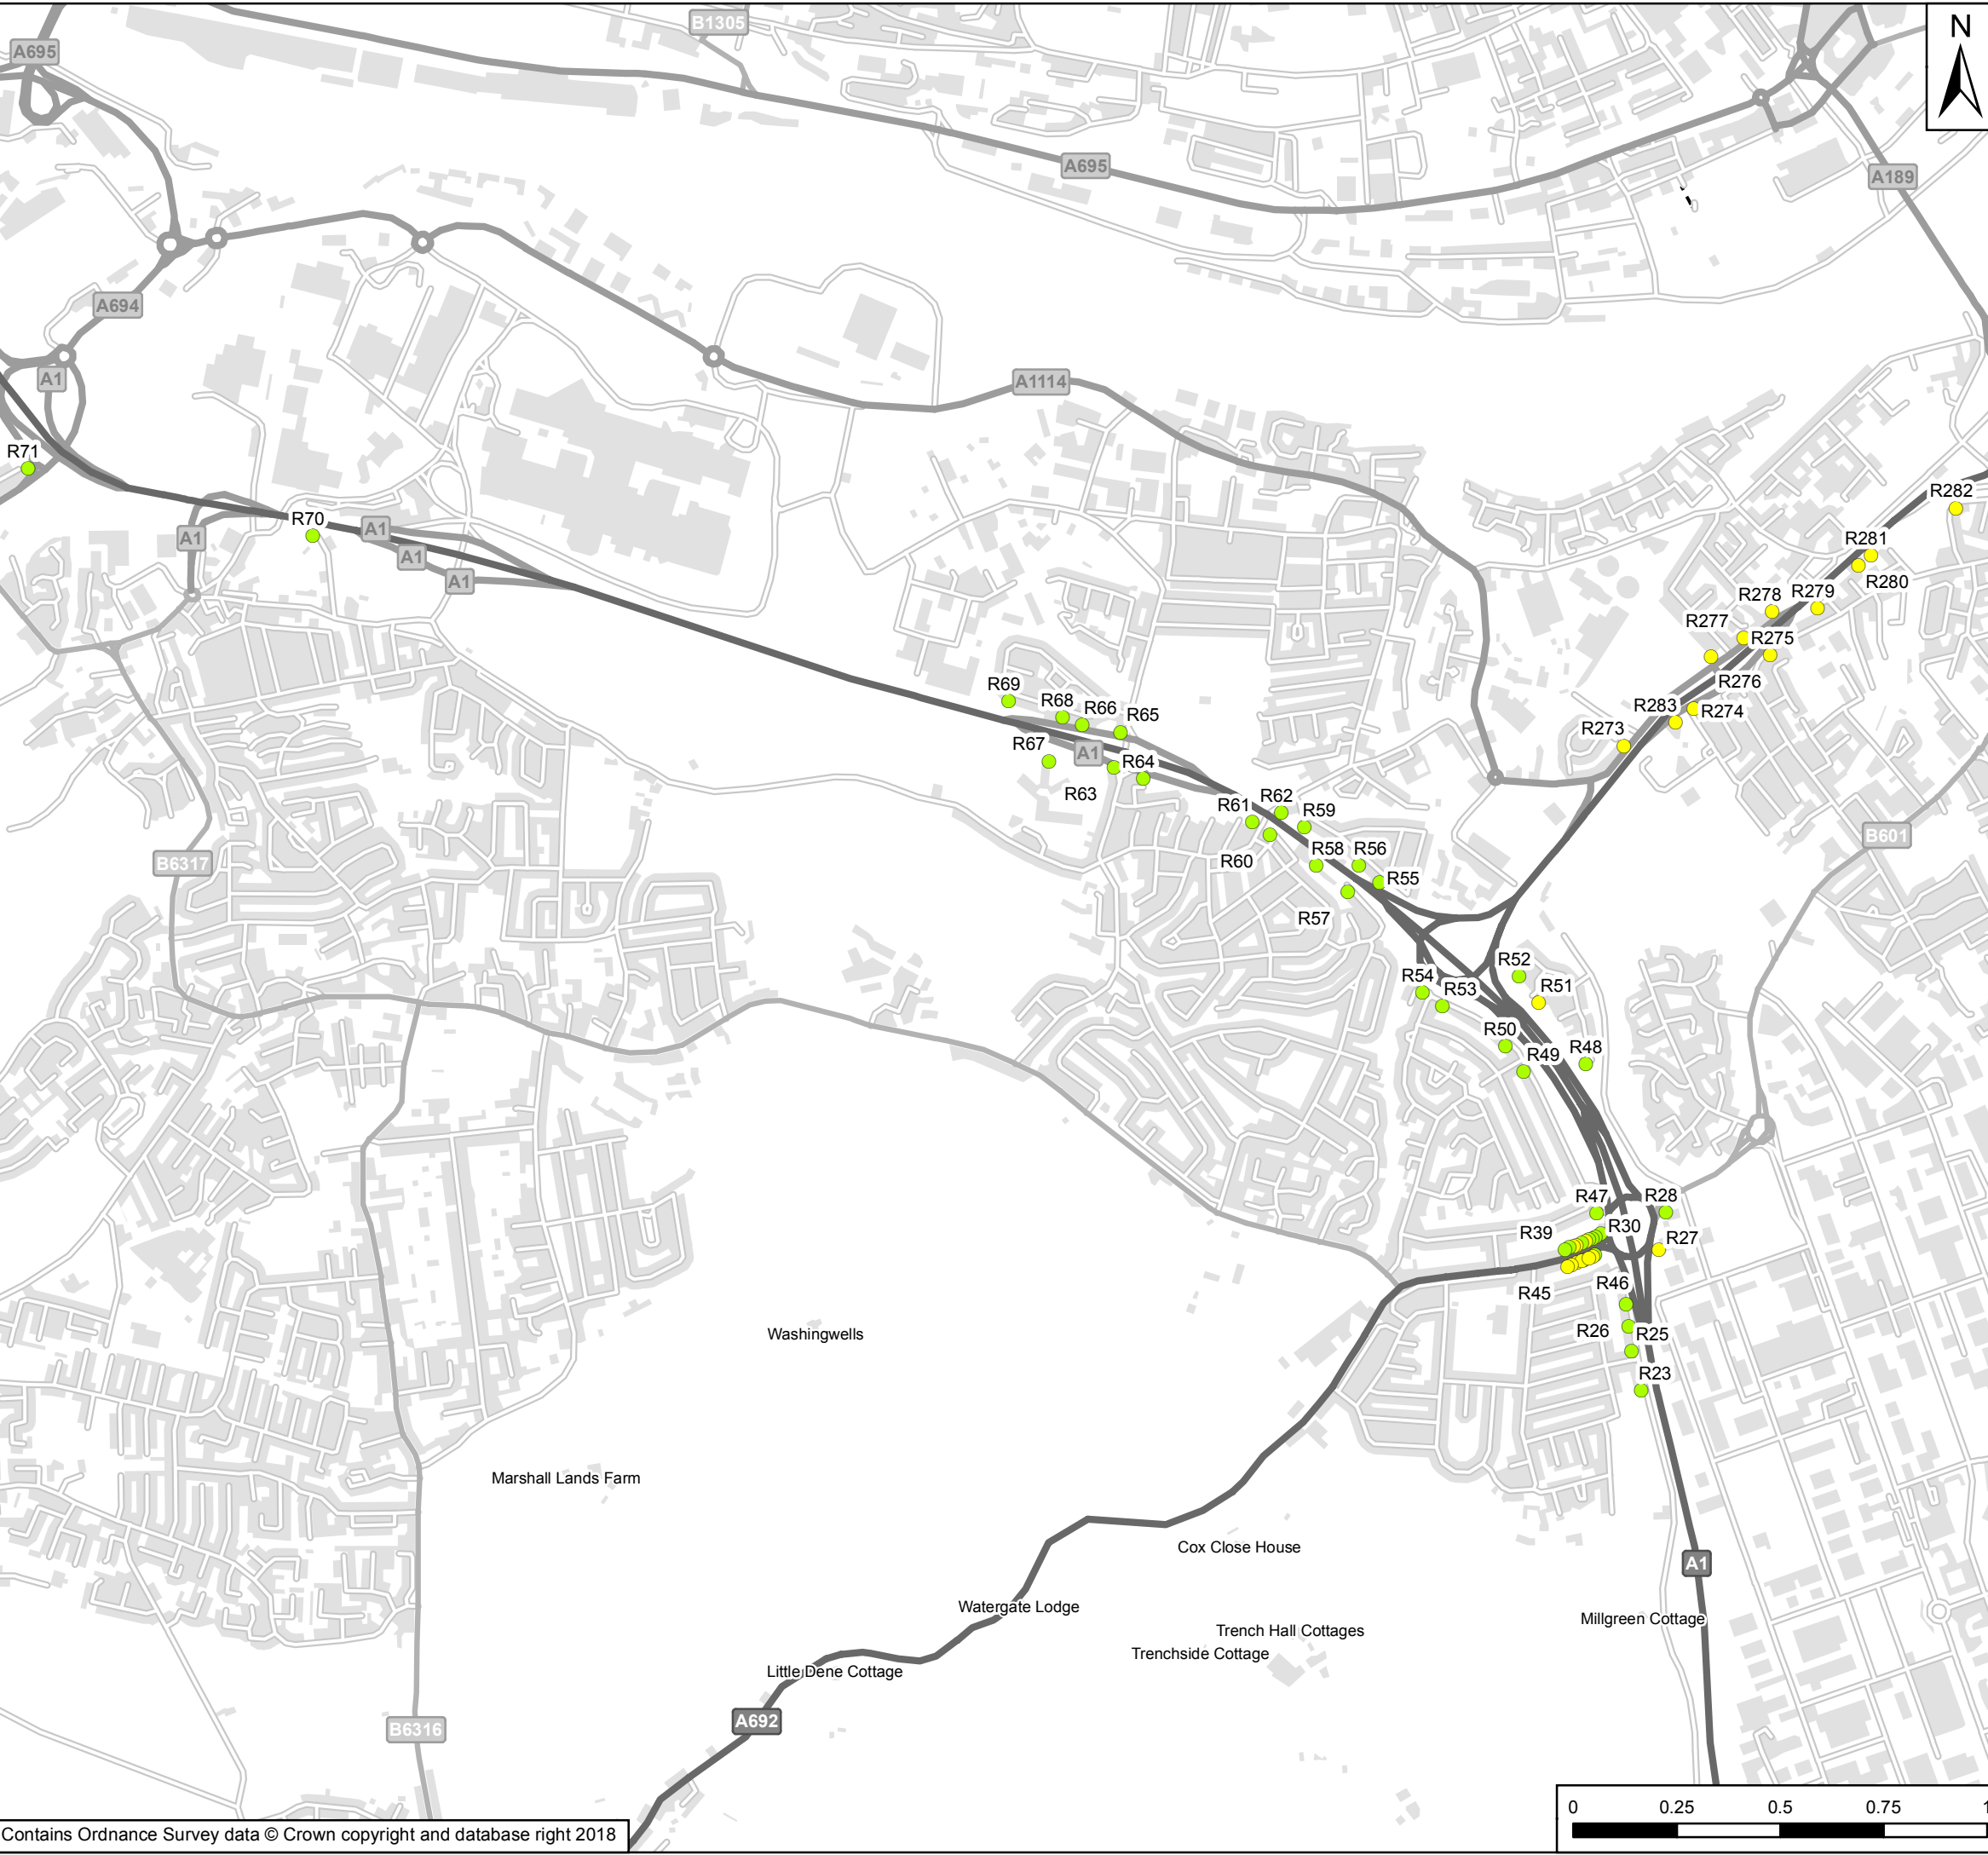 B1305
N
A695
A695
A189
A694
A1
A1114
R71
R282
R70
A1
A1
A1
A1
R281
R280
R278
R279
R277
R275
R276
R69
R68
R66
R65
R283
R274
R273
R67
A1
R64
R63
R61
R62
R59
B601
R58
R56
R60
B6317
R55
R57
R52
R54
R53
R51
R50
R49
R48
R47
R28
R39
R30
R27
R46
R45
R26
R25
Washingwells
R23
Marshall Lands Farm
Cox Close House
A1
Watergate Lodge
Millgreen Cottage
Trench Hall Cottages
Trenchside Cottage
Little Dene Cottage
A692
B6316
0 0.25 0.5 0.75 1
Contains Ordnance Survey data © Crown copyright and database right 2018